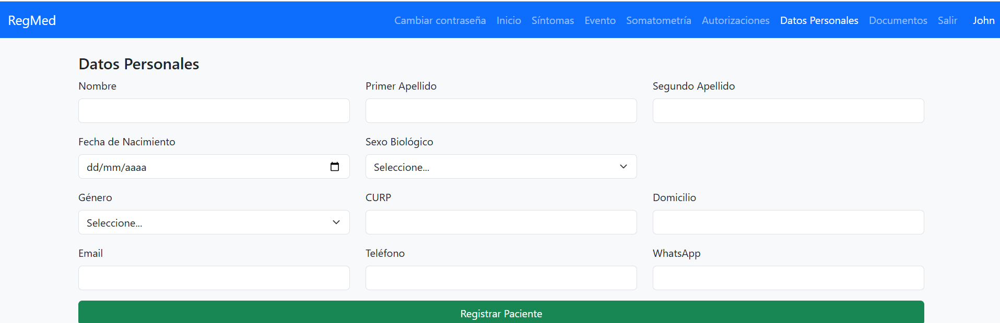 RegMed Cambiar contraseña Inicio Síntomas Evento Somatometría Autorizaciones Datos Personales Documentos Salir John
Datos Personales
Nombre Primer Apellido Segundo Apellido
Fecha de Nacimiento Sexo Biológico
dd/mm/aaaa Seleccione...
Género CURP Domicilio
Seleccione...
Email Teléfono WhatsApp
Registrar Paciente